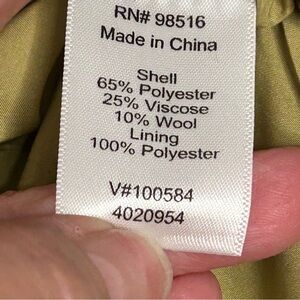 RN# 98516
Made in China
Shell
65% Polyester
25% Viscose
10% Wool
Lining
100% Polyester
V#100584
4020954